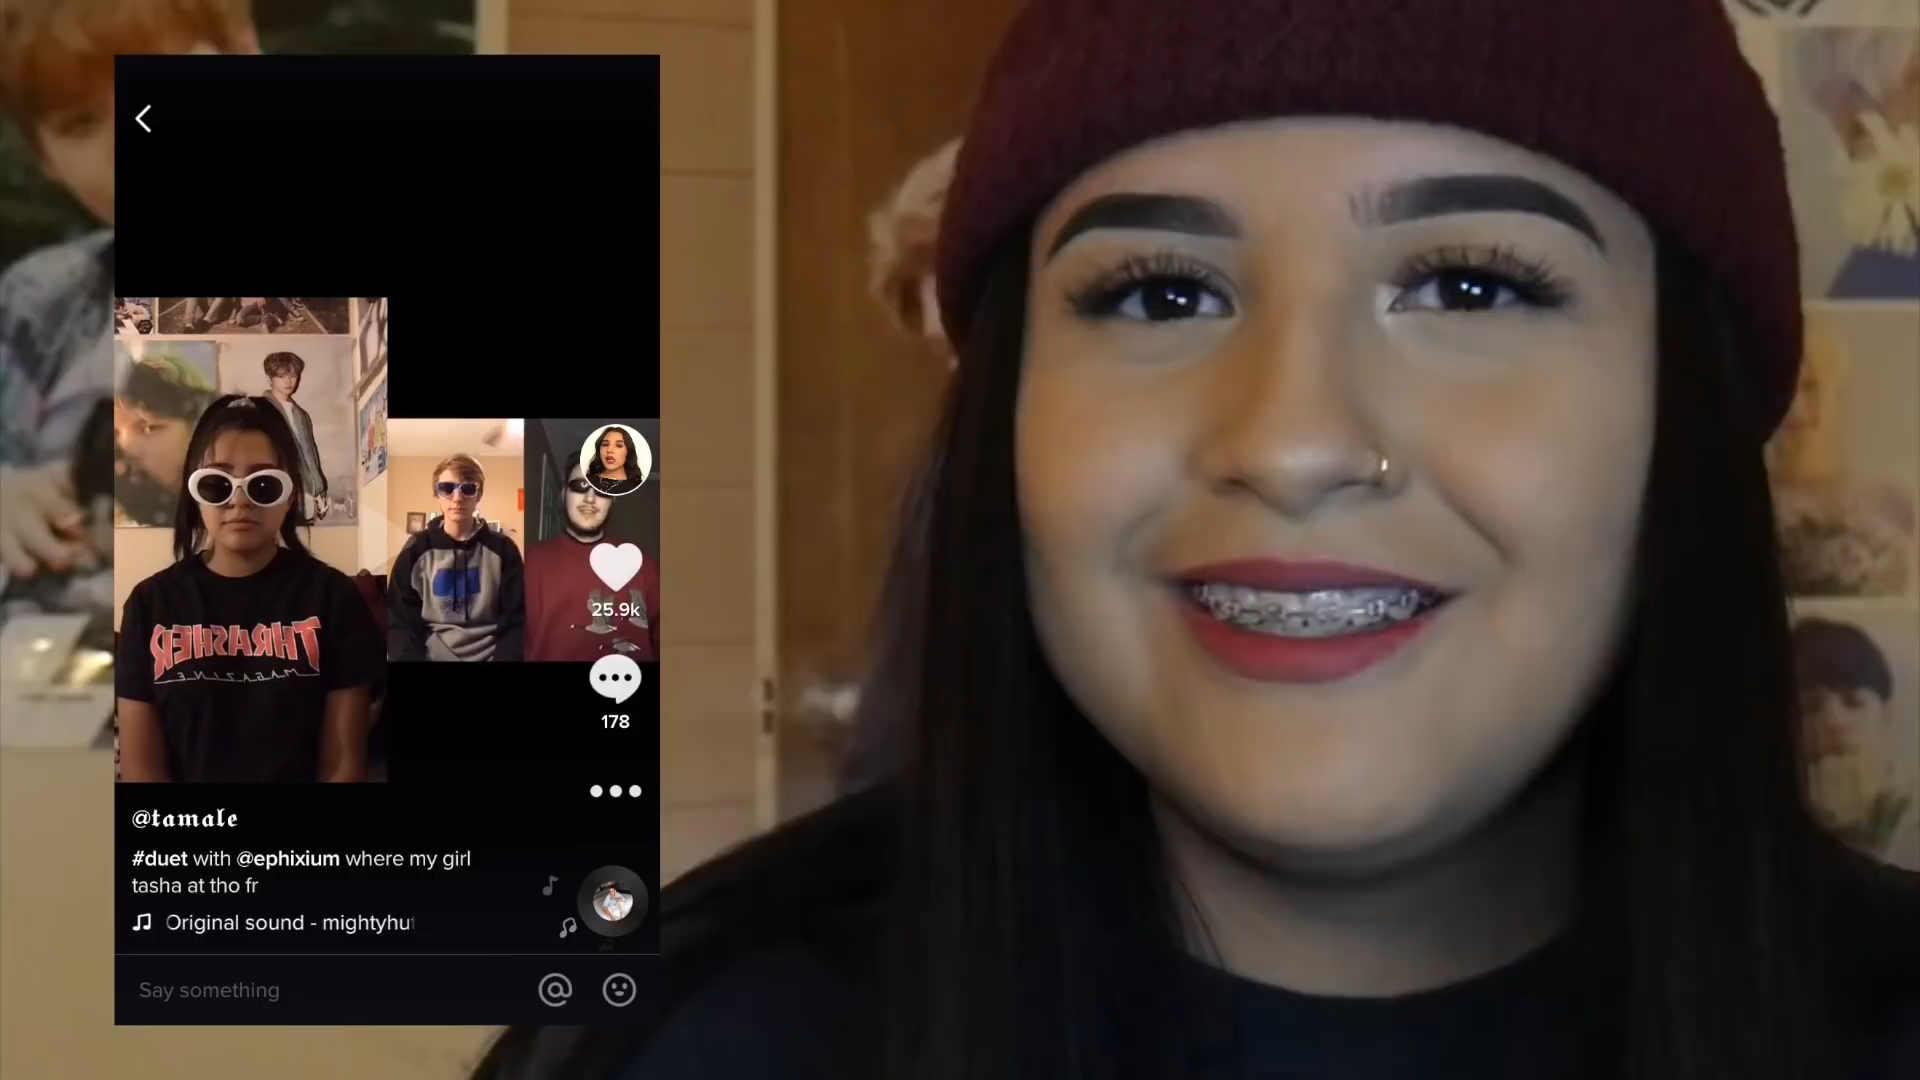 THRASHER
MAGAZINE
25.9k
178
@tamale
#duet with @ephixium where my girl
tasha at tho fr
Original sound - mightyhu
Say something